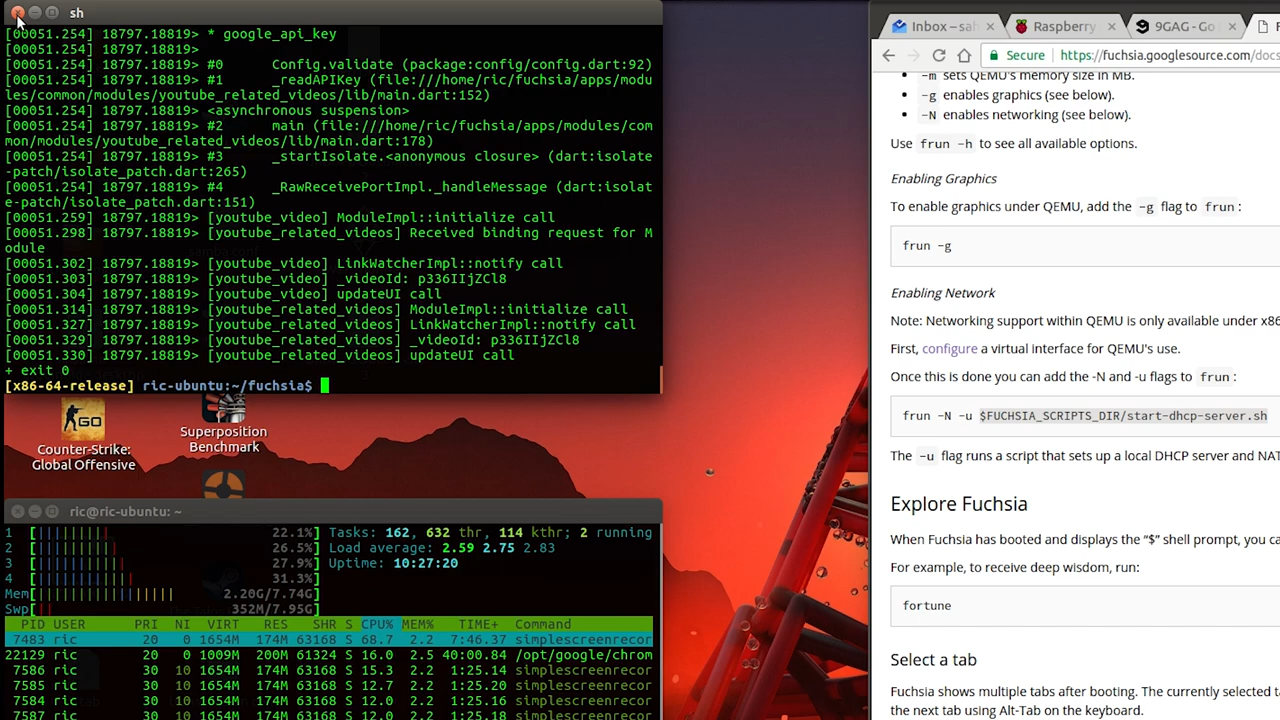 sh
[00051.254] 18797.18819> * google_api_key
[00051.254] 18797.18819>
[00051.254] 18797.18819> #0      Config.validate (package:config/config.dart:92)
[00051.254] 18797.18819> #1      _readAPIKey (file:///home/ric/fuchsia/apps/modu
les/common/modules/youtube_related_videos/lib/main.dart:152)
[00051.254] 18797.18819> <asynchronous suspension>
[00051.254] 18797.18819> #2      main (file:///home/ric/fuchsia/apps/modules/com
mon/modules/youtube_related_videos/lib/main.dart:178)
[00051.254] 18797.18819> #3      _startIsolate.<anonymous closure> (dart:isolate
-patch/isolate_patch.dart:265)
[00051.254] 18797.18819> #4      _RawReceivePortImpl._handleMessage (dart:isolat
e-patch/isolate_patch.dart:151)
[00051.259] 18797.18819> [youtube_video] ModuleImpl::initialize call
[00051.298] 18797.18819> [youtube_related_videos] Received binding request for M
odule
[00051.302] 18797.18819> [youtube_video] LinkWatcherImpl::notify call
[00051.303] 18797.18819> [youtube_video] _videoId: p336IIjZCl8
[00051.304] 18797.18819> [youtube_video] updateUI call
[00051.314] 18797.18819> [youtube_related_videos] ModuleImpl::initialize call
[00051.327] 18797.18819> [youtube_related_videos] LinkWatcherImpl::notify call
[00051.329] 18797.18819> [youtube_related_videos] _videoId: p336IIjZCl8
[00051.330] 18797.18819> [youtube_related_videos] updateUI call
+ exit 0
[x86-64-release] ric-ubuntu:~/fuchsia$
GO
Counter-Strike:
Global Offensive
Superposition
Benchmark
ric@ric-ubuntu: ~
1 [ 22.1%] Tasks: 162, 632 thr, 114 kthr; 2 running
2 [ 26.5%] Load average: 2.59 2.75 2.83
3 [ 27.9%] Uptime: 10:27:20
4 [ 31.3%]
Mem[ 2.20G/7.74G]
Swp[ 352M/7.95G]
PID USER PRI NI VIRT RES SHR S CPU% MEM% TIME+ Command
7483 ric 20 0 1654M 174M 63168 S 68.7 2.2 7:46.37 simplescreenrecor
22129 ric 20 0 1009M 200M 61324 S 16.0 2.5 40:00.84 /opt/google/chrom
7586 ric 30 10 1654M 174M 63168 S 15.3 2.2 1:25.14 simplescreenrecor
7585 ric 30 10 1654M 174M 63168 S 12.7 2.2 1:25.20 simplescreenrecor
7584 ric 30 10 1654M 174M 63168 S 12.0 2.2 1:25.16 simplescreenrecor
7587 ric 30 10 1654M 174M 63168 S 12.0 2.2 1:25.18 simplescreenrecor
Inbox – sah
Raspberry
9GAG - Go
Secure
https://fuchsia.googlesource.com/docs
-m sets QEMU's memory size in MB.
-g enables graphics (see below).
-N enables networking (see below).
Use frun -h to see all available options.
Enabling Graphics
To enable graphics under QEMU, add the -g flag to frun :
frun -g
Enabling Network
Note: Networking support within QEMU is only available under x86
First, configure a virtual interface for QEMU's use.
Once this is done you can add the -N and -u flags to frun :
frun -N -u $FUCHSIA_SCRIPTS_DIR/start-dhcp-server.sh
The -u flag runs a script that sets up a local DHCP server and NAT
Explore Fuchsia
When Fuchsia has booted and displays the “$” shell prompt, you ca
For example, to receive deep wisdom, run:
fortune
Select a tab
Fuchsia shows multiple tabs after booting. The currently selected t
the next tab using Alt-Tab on the keyboard.